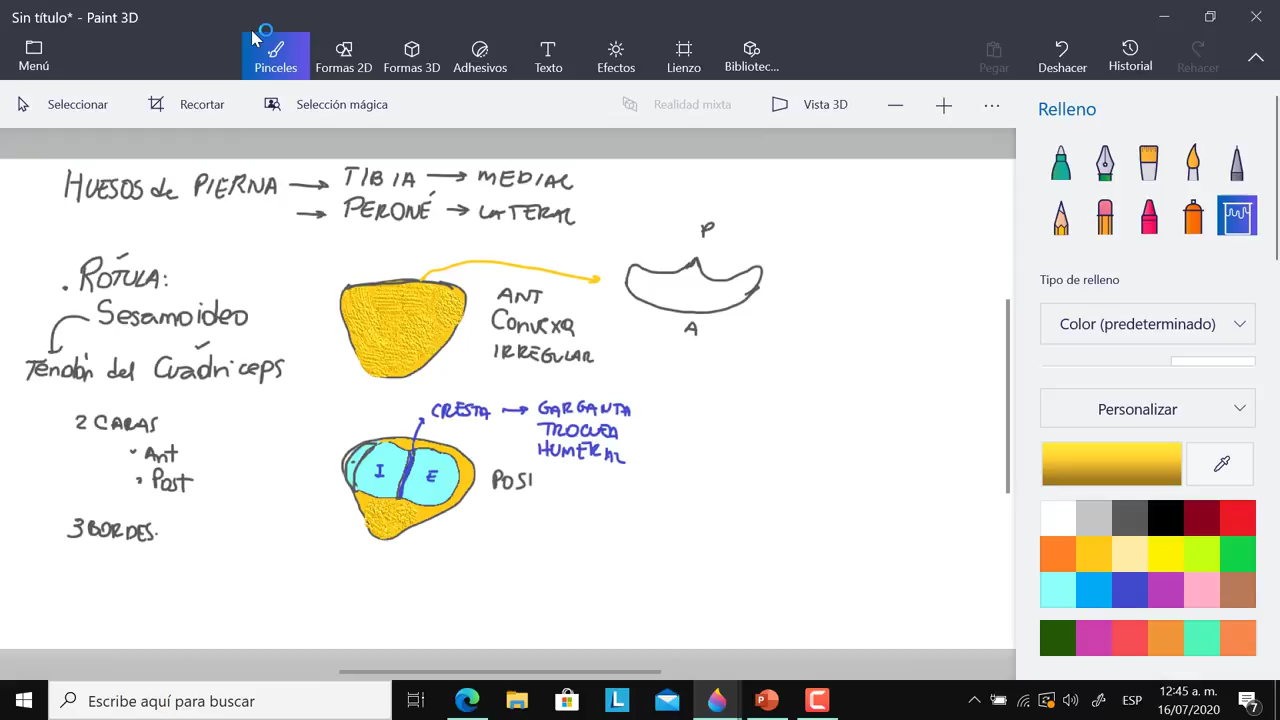 Sin título* - Paint 3D
Menú
Pinceles
Formas 2D
Formas 3D
Adhesivos
Texto
Efectos
Lienzo
Bibliotec...
Pegar
Deshacer
Historial
Rehacer
Seleccionar
Recortar
Selección mágica
Realidad mixta
Vista 3D
Relleno
Tipo de relleno
Color (predeterminado)
Personalizar
HUESOS de PIERNA → TIBIA → MEDIAL
→ PERONÉ → LATERAL
. RÓTULA:
Sesamoideo
Tendón del Cuádriceps
2 CARAS
· Ant
· Post
3 BORDES.
ANT
Convexa
IRREGULAR
P
A
CRESTA → GARGANTA
TROCLEA
HUMERAL
I
E
POSI
Escribe aquí para buscar
ESP
12:45 a. m.
16/07/2020
7